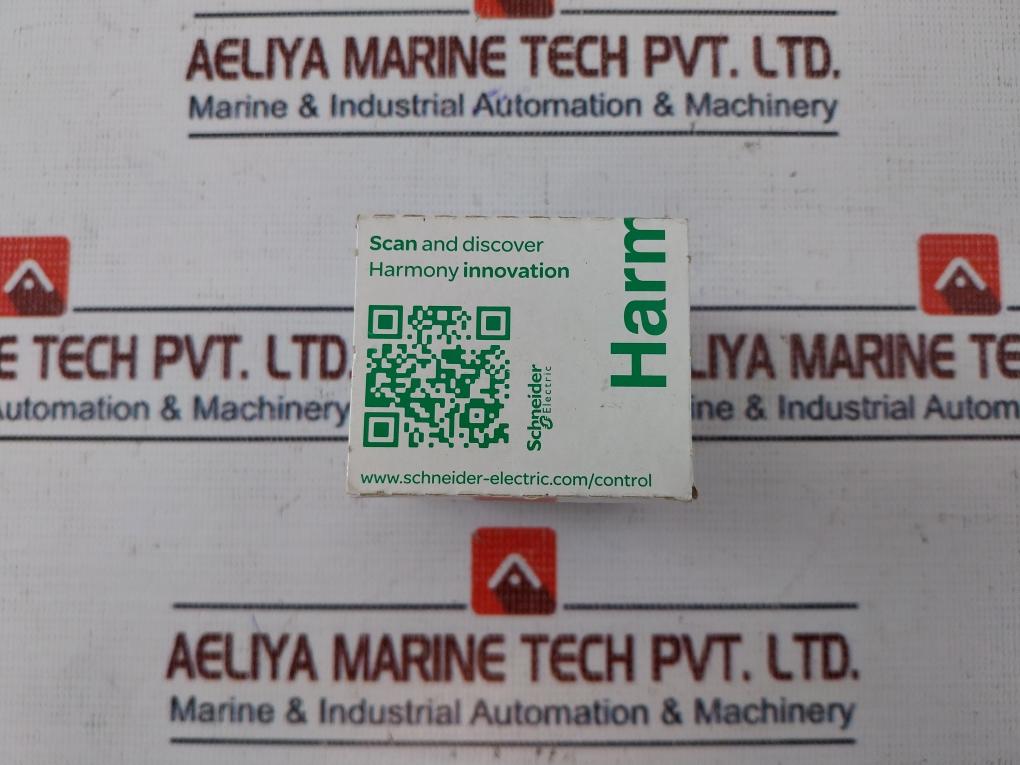 AELIYA MARINE TECH PVT. LTD.
Marine & Industrial Automation & Machinery
Scan and discover
Harmony innovation
Harm
Schneider
Electric
www.schneider-electric.com/control
E TECH PVT. LTD.
Automation & Machinery
LIYA MARINE TE
ine & Industrial Autom
AELIYA MARINE TECH PVT. LTD.
Marine & Industrial Automation & Machinery